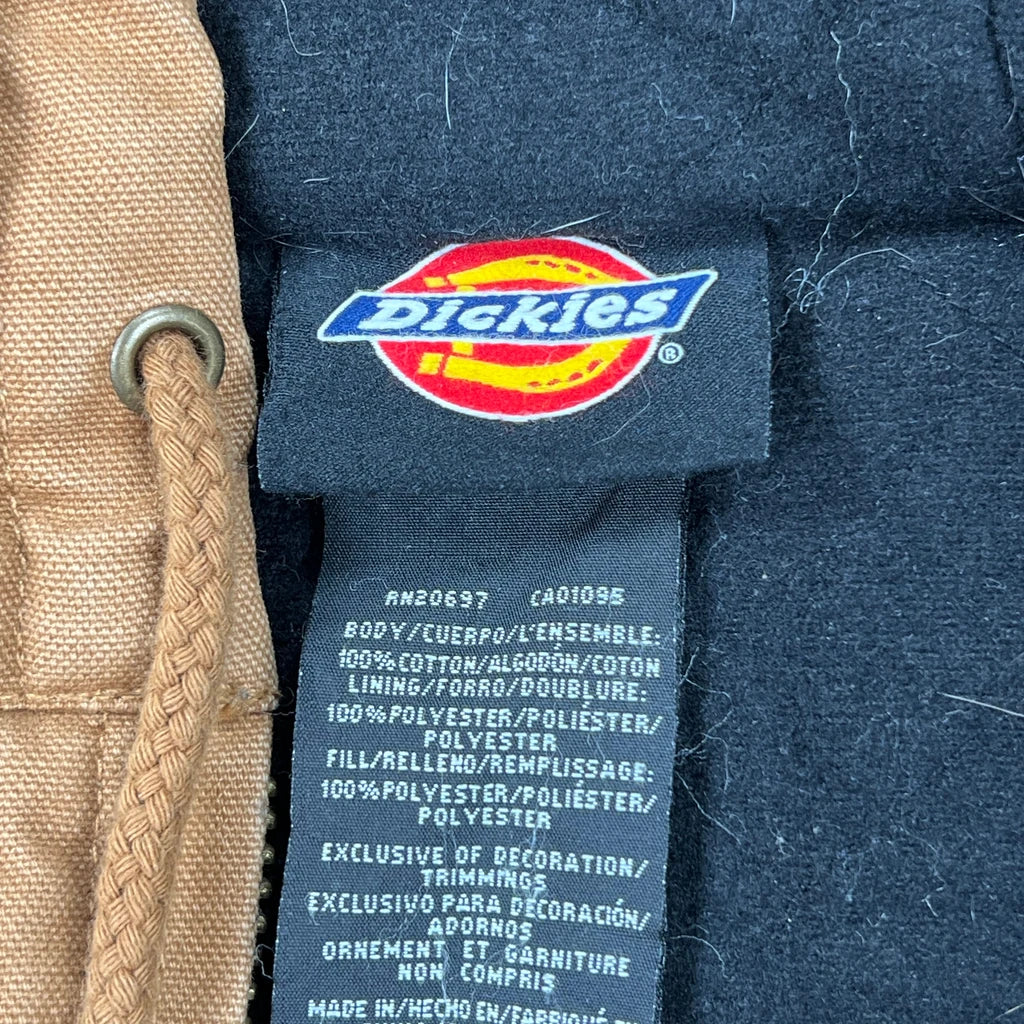 Dickies®
RN20697 CA01095
BODY/CUERPO/L'ENSEMBLE:
100%COTTON/ALGODÓN/COTON
LINING/FORRO/DOUBLURE:
100%POLYESTER/POLIÉSTER/
POLYESTER
FILL/RELLENO/REMPLISSAGE:
100%POLYESTER/POLIÉSTER/
POLYESTER
EXCLUSIVE OF DECORATION/
TRIMMINGS
EXCLUSIVO PARA DECORACIÓN/
ADORNOS
ORNEMENT ET GARNITURE
NON COMPRIS
MADE IN/HECHO EN/FABRIQUÉ